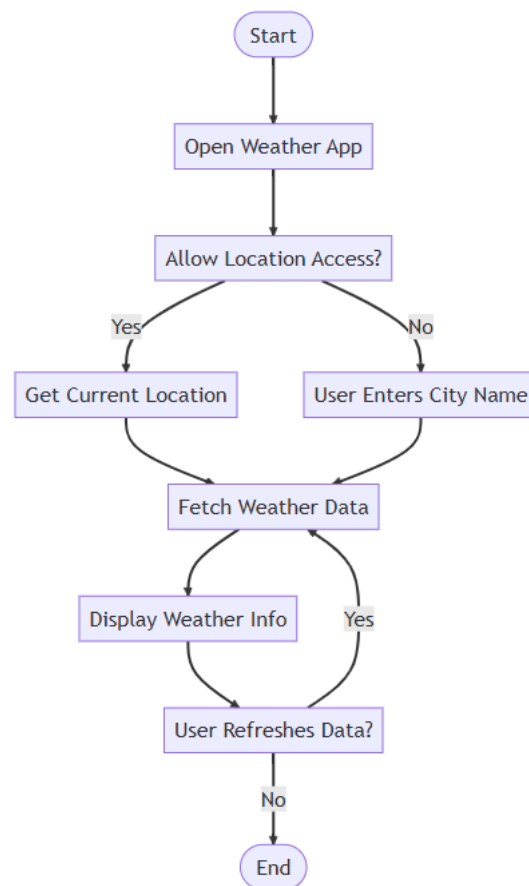 Start
Open Weather App
Allow Location Access?
Yes
No
Get Current Location
User Enters City Name
Fetch Weather Data
Display Weather Info
Yes
User Refreshes Data?
No
End